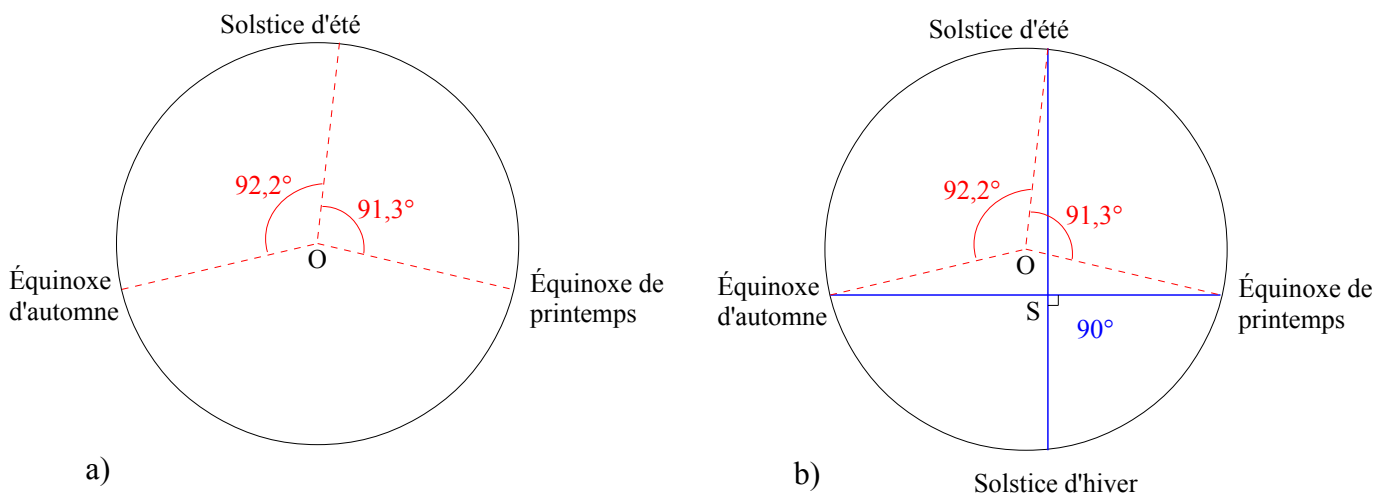 Solstice d'été
92,2°
91,3°
O
Équinoxe
d'automne
Équinoxe de
printemps
a)
Solstice d'été
92,2°
91,3°
O
Équinoxe
d'automne
S
90°
Équinoxe de
printemps
Solstice d'hiver
b)